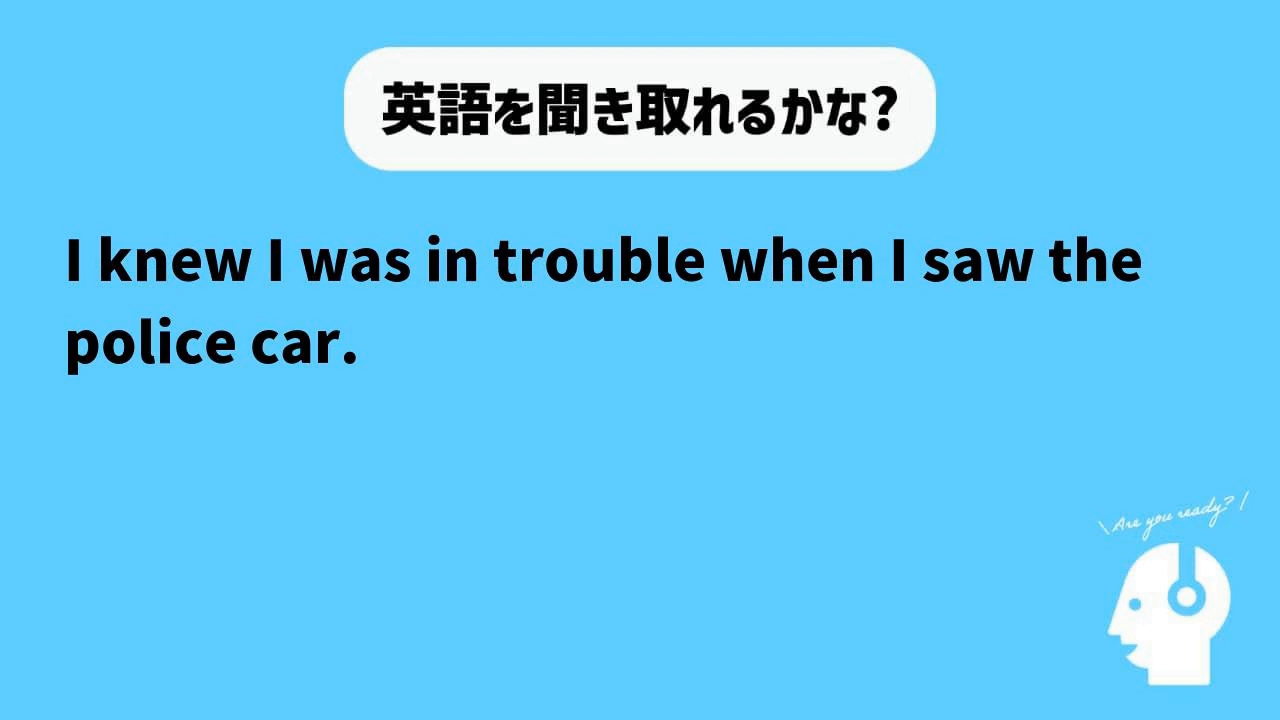 英語を聞き取れるかな?
I knew I was in trouble when I saw the
police car.
\ Are you ready? /